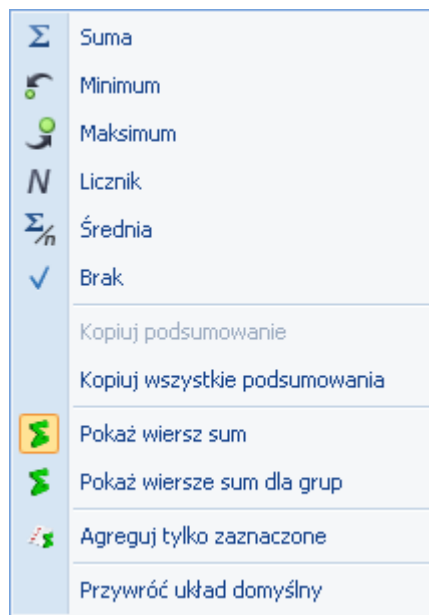 Σ Suma
Minimum
Maksimum
N Licznik
Σ/n Średnia
Brak
Kopiuj podsumowanie
Kopiuj wszystkie podsumowania
Pokaż wiersz sum
Pokaż wiersze sum dla grup
Agreguj tylko zaznaczone
Przywróć układ domyślny